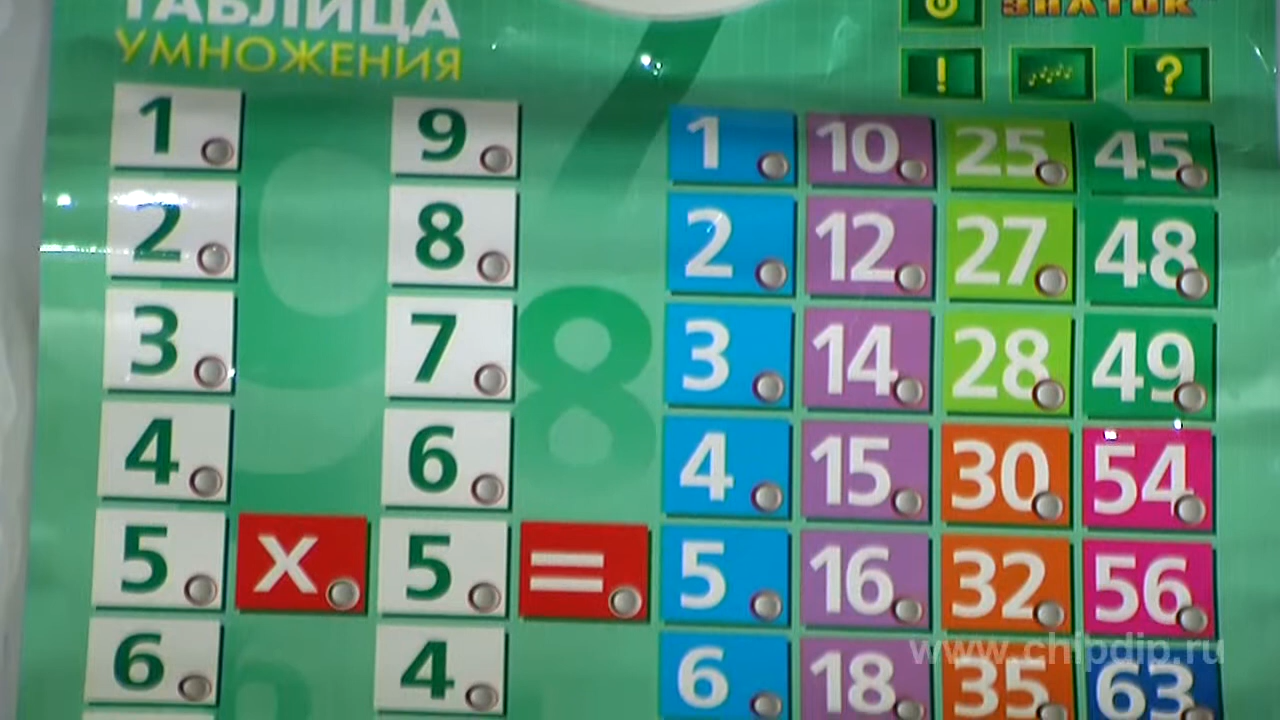 ТАБЛИЦА
УМНОЖЕНИЯ
ЗНАТОК
! ?
1 9 1 10 25 45
2 8 2 12 27 48
3 7 3 14 28 49
4 6 4 15 30 54
5 x 5 = 5 16 32 56
6 4 6 18 35 63
www.chipdip.ru